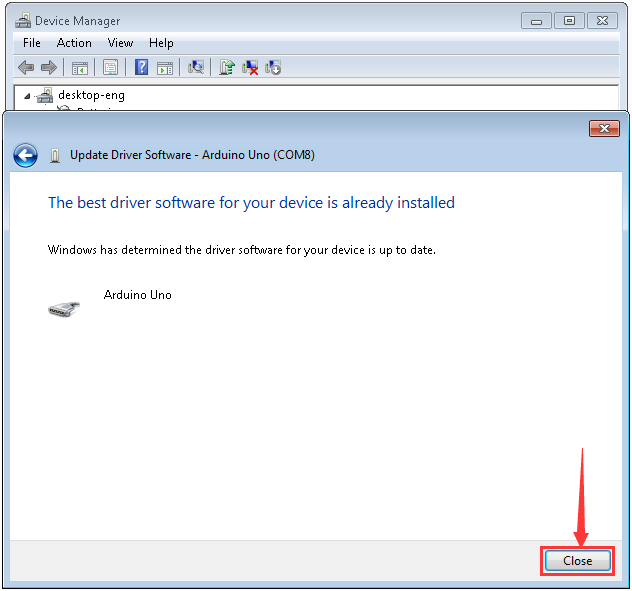 Device Manager
File Action View Help
desktop-eng
Update Driver Software - Arduino Uno (COM8)
The best driver software for your device is already installed
Windows has determined the driver software for your device is up to date.
Arduino Uno
Close